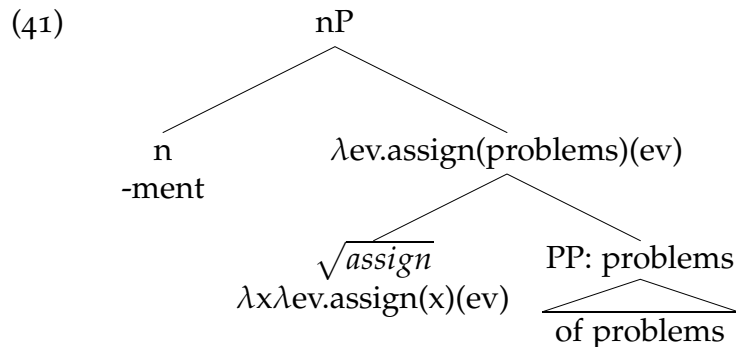 (41) nP
n λev.assign(problems)(ev)
-ment
√assign PP: problems
λxλev.assign(x)(ev)
of problems